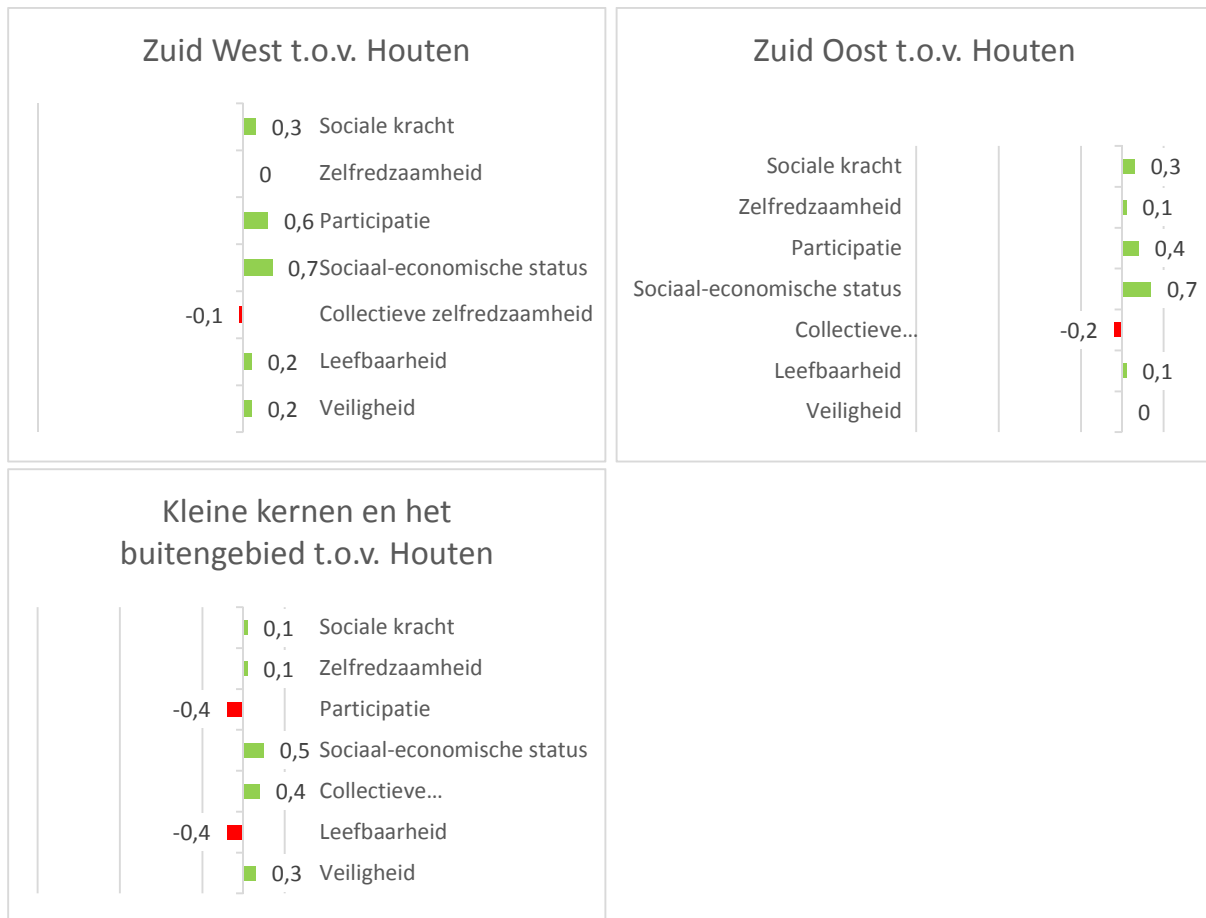 Zuid West t.o.v. Houten
0,3 Sociale kracht
0 Zelfredzaamheid
0,6 Participatie
0,7 Sociaal-economische status
-0,1 Collectieve zelfredzaamheid
0,2 Leefbaarheid
0,2 Veiligheid
Zuid Oost t.o.v. Houten
Sociale kracht 0,3
Zelfredzaamheid 0,1
Participatie 0,4
Sociaal-economische status 0,7
Collectieve... -0,2
Leefbaarheid 0,1
Veiligheid 0
Kleine kernen en het
buitengebied t.o.v. Houten
0,1 Sociale kracht
0,1 Zelfredzaamheid
-0,4 Participatie
0,5 Sociaal-economische status
0,4 Collectieve...
-0,4 Leefbaarheid
0,3 Veiligheid